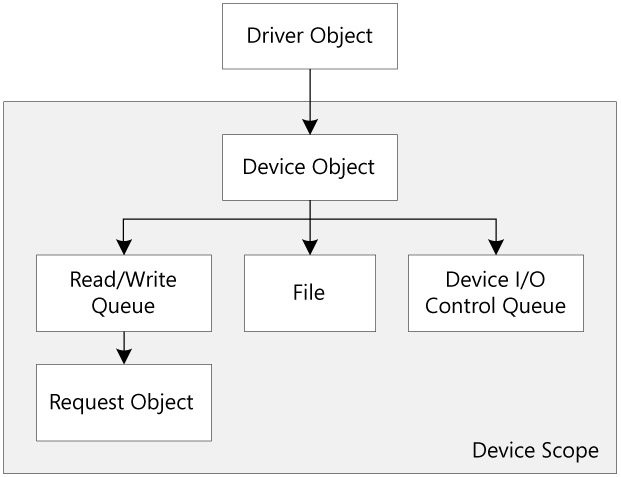 Driver Object
Device Object
Read/Write
Queue
File
Device I/O
Control Queue
Request Object
Device Scope